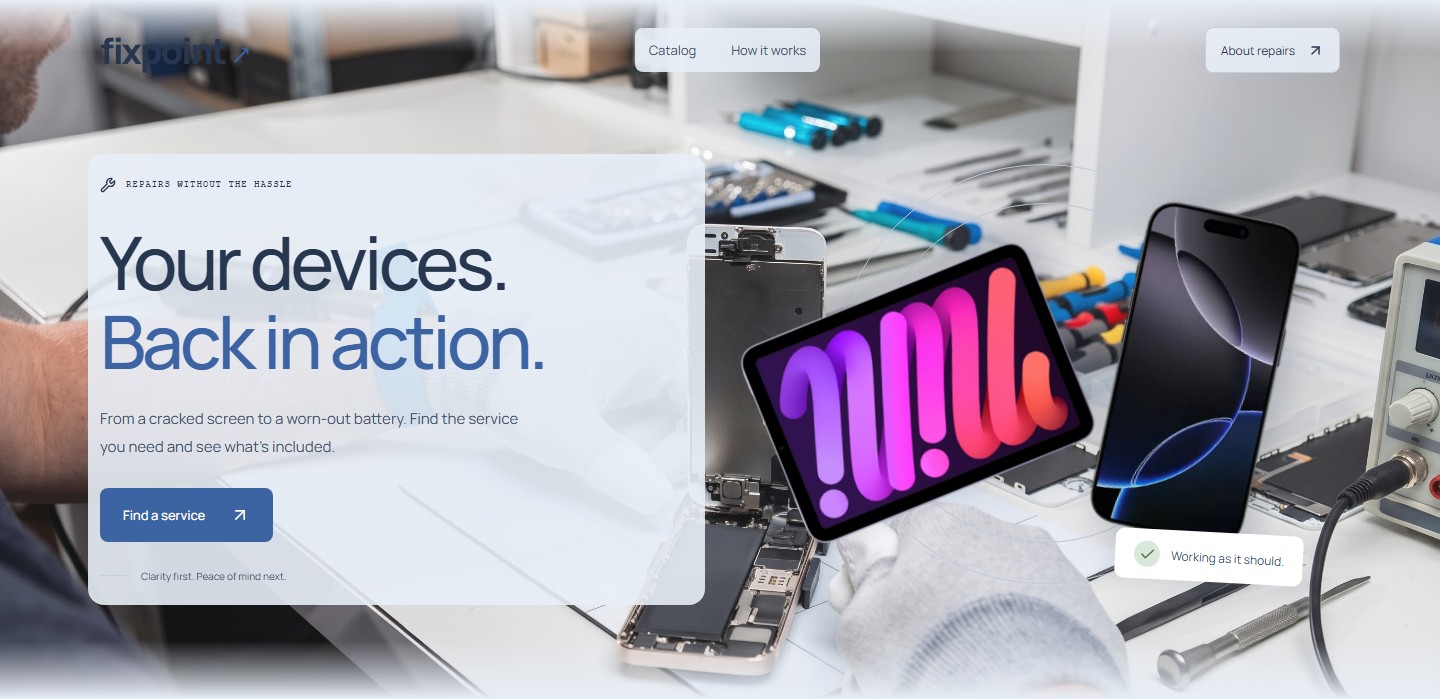 fixpoint
Catalog
How it works
About repairs
REPAIRS WITHOUT THE HASSLE
Your devices.
Back in action.
From a cracked screen to a worn-out battery. Find the service
you need and see what's included.
Find a service
Clarity first. Peace of mind next.
Working as it should.